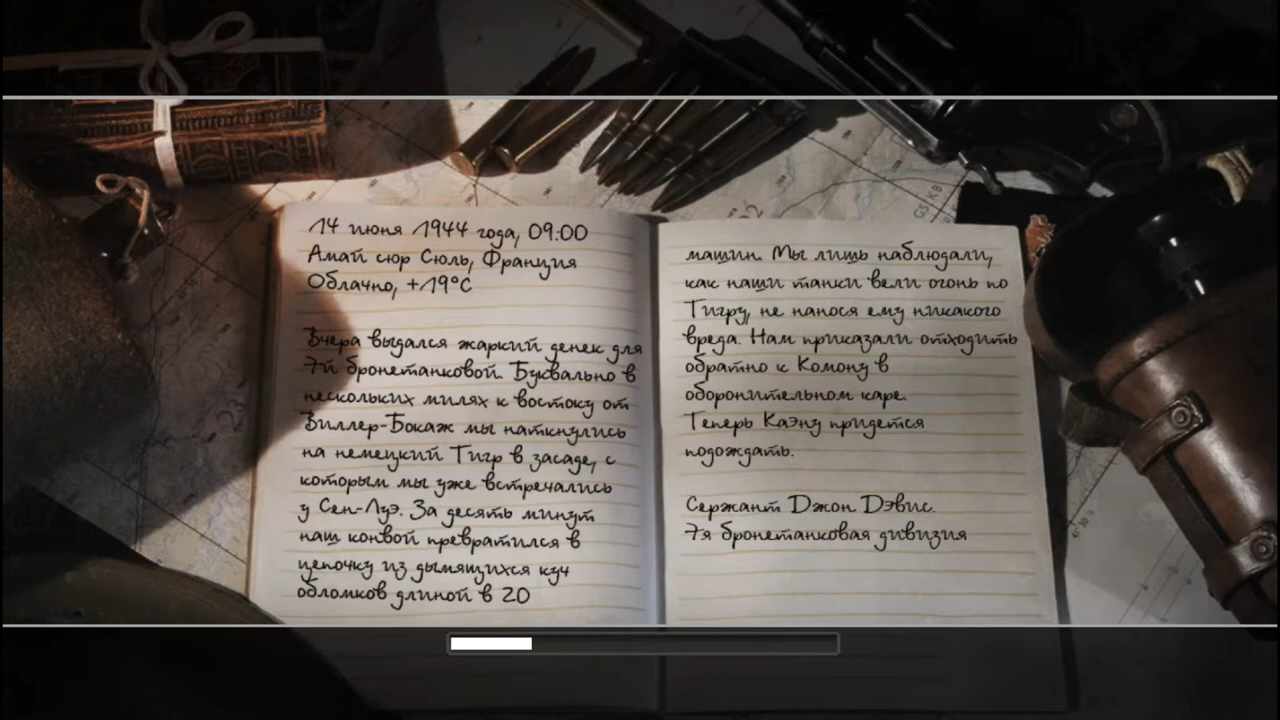 14 июня 1944 года, 09:00
Амай сюр Сюль, Франция
Облачно, +19°C
Вчера выдался жаркий денек для
7й бронетанковой. Буквально в
нескольких милях к востоку от
Виллер-Бокаж мы наткнулись
на немецкий Тигр в засаде, с
которым мы уже встречались
у Сен-Луэ. За десять минут
наш конвой превратился в
цепочку из дымящихся куч
обломков длиной в 20
машин. Мы лишь наблюдали,
как наши танки вели огонь по
Тигру, не нанося ему никакого
вреда. Нам приказали отходить
обратно к Комону в
оборонительном каре.
Теперь Каэну придется
подождать.
Сержант Джон Дэвис.
7я бронетанковая дивизия